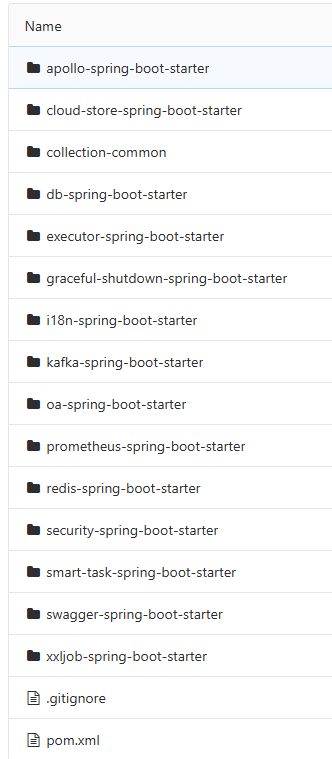 Name
apollo-spring-boot-starter
cloud-store-spring-boot-starter
collection-common
db-spring-boot-starter
executor-spring-boot-starter
graceful-shutdown-spring-boot-starter
i18n-spring-boot-starter
kafka-spring-boot-starter
oa-spring-boot-starter
prometheus-spring-boot-starter
redis-spring-boot-starter
security-spring-boot-starter
smart-task-spring-boot-starter
swagger-spring-boot-starter
xxljob-spring-boot-starter
.gitignore
pom.xml